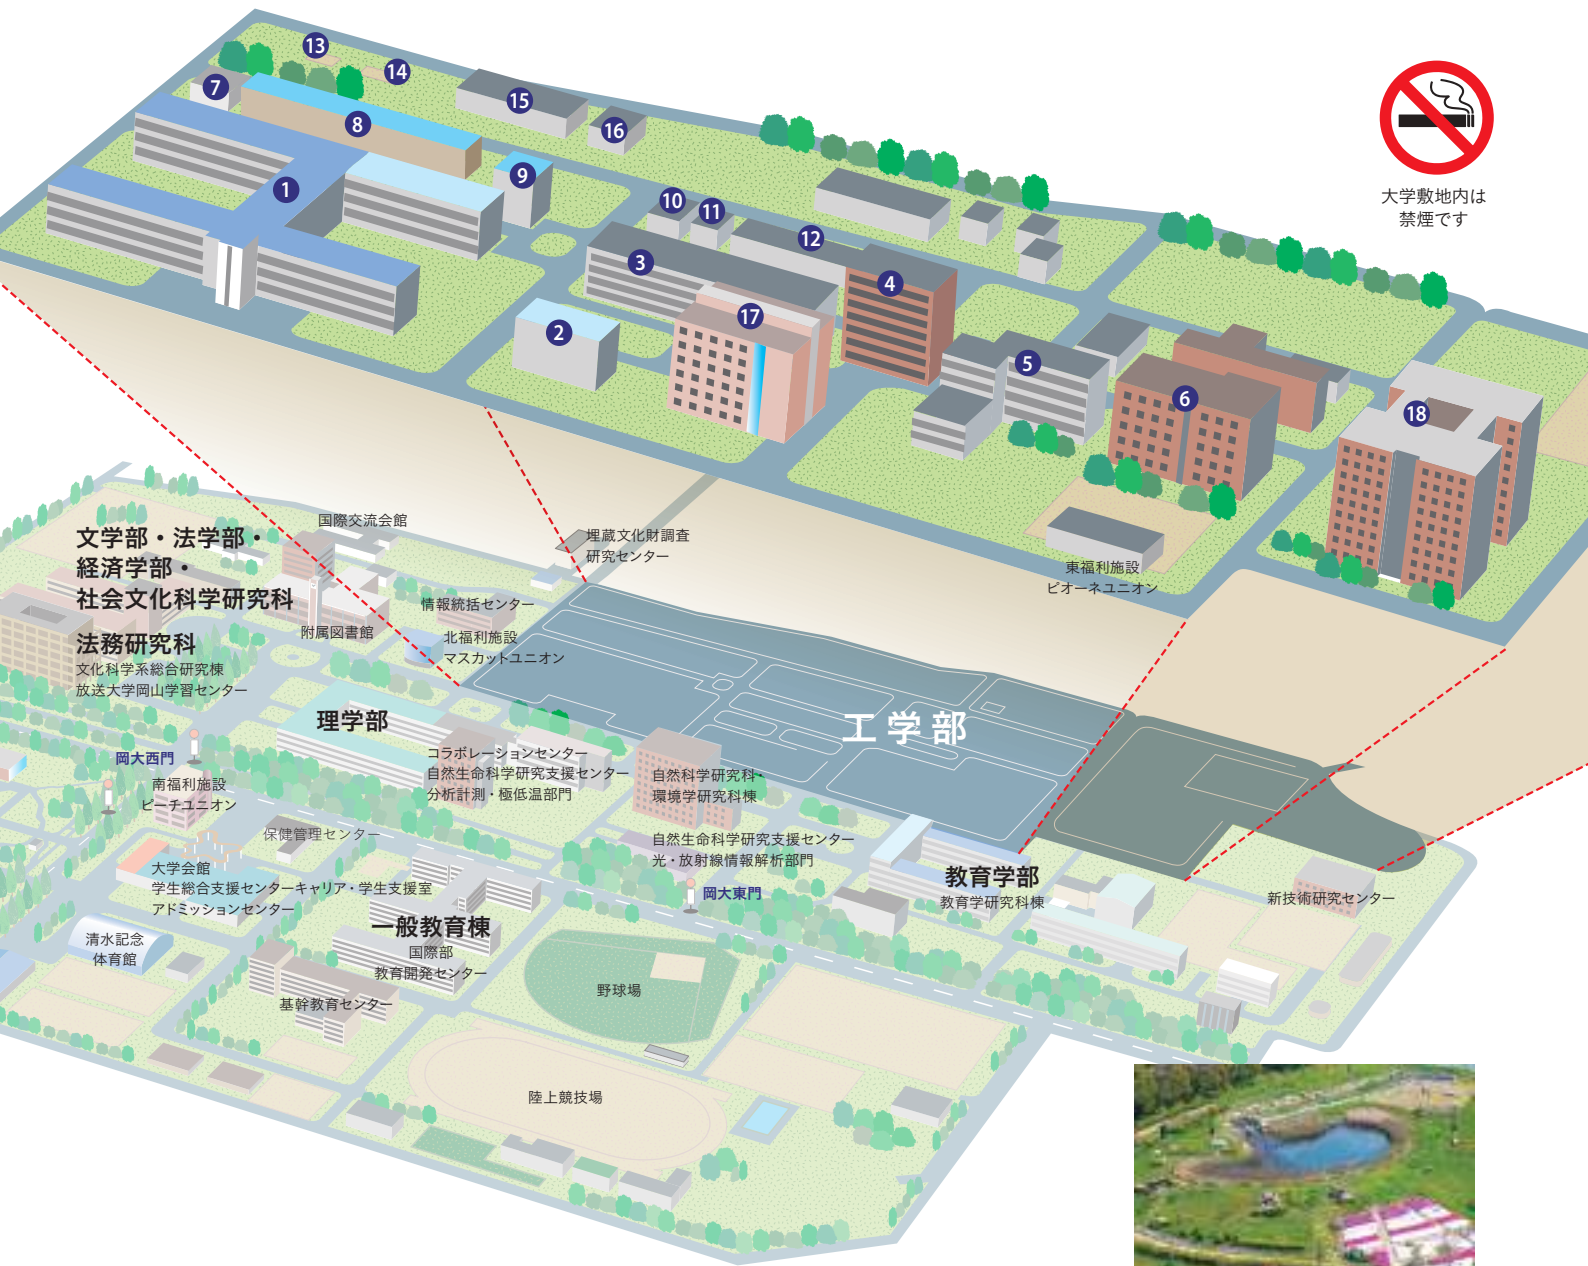 13
14
7
15
8
16
9
1
10
11
12
3
4
17
2
5
6
18
大学敷地内は
禁煙です
東福利施設
ピオーネユニオン
国際交流会館
埋蔵文化財調査
研究センター
文学部・法学部・
経済学部・
社会文化科学研究科
法務研究科
文化科学系総合研究棟
放送大学岡山学習センター
附属図書館
情報統括センター
北福利施設
マスカットユニオン
理学部
工学部
コラボレーションセンター
自然生命科学研究支援センター
分析計測・極低温部門
自然科学研究科・
環境学研究科棟
岡大西門
南福利施設
ピーチユニオン
保健管理センター
自然生命科学研究支援センター
光・放射線情報解析部門
大学会館
学生総合支援センターキャリア・学生支援室
アドミッションセンター
岡大東門
教育学部
教育学研究科棟
新技術研究センター
一般教育棟
国際部
教育開発センター
清水記念
体育館
基幹教育センター
野球場
陸上競技場